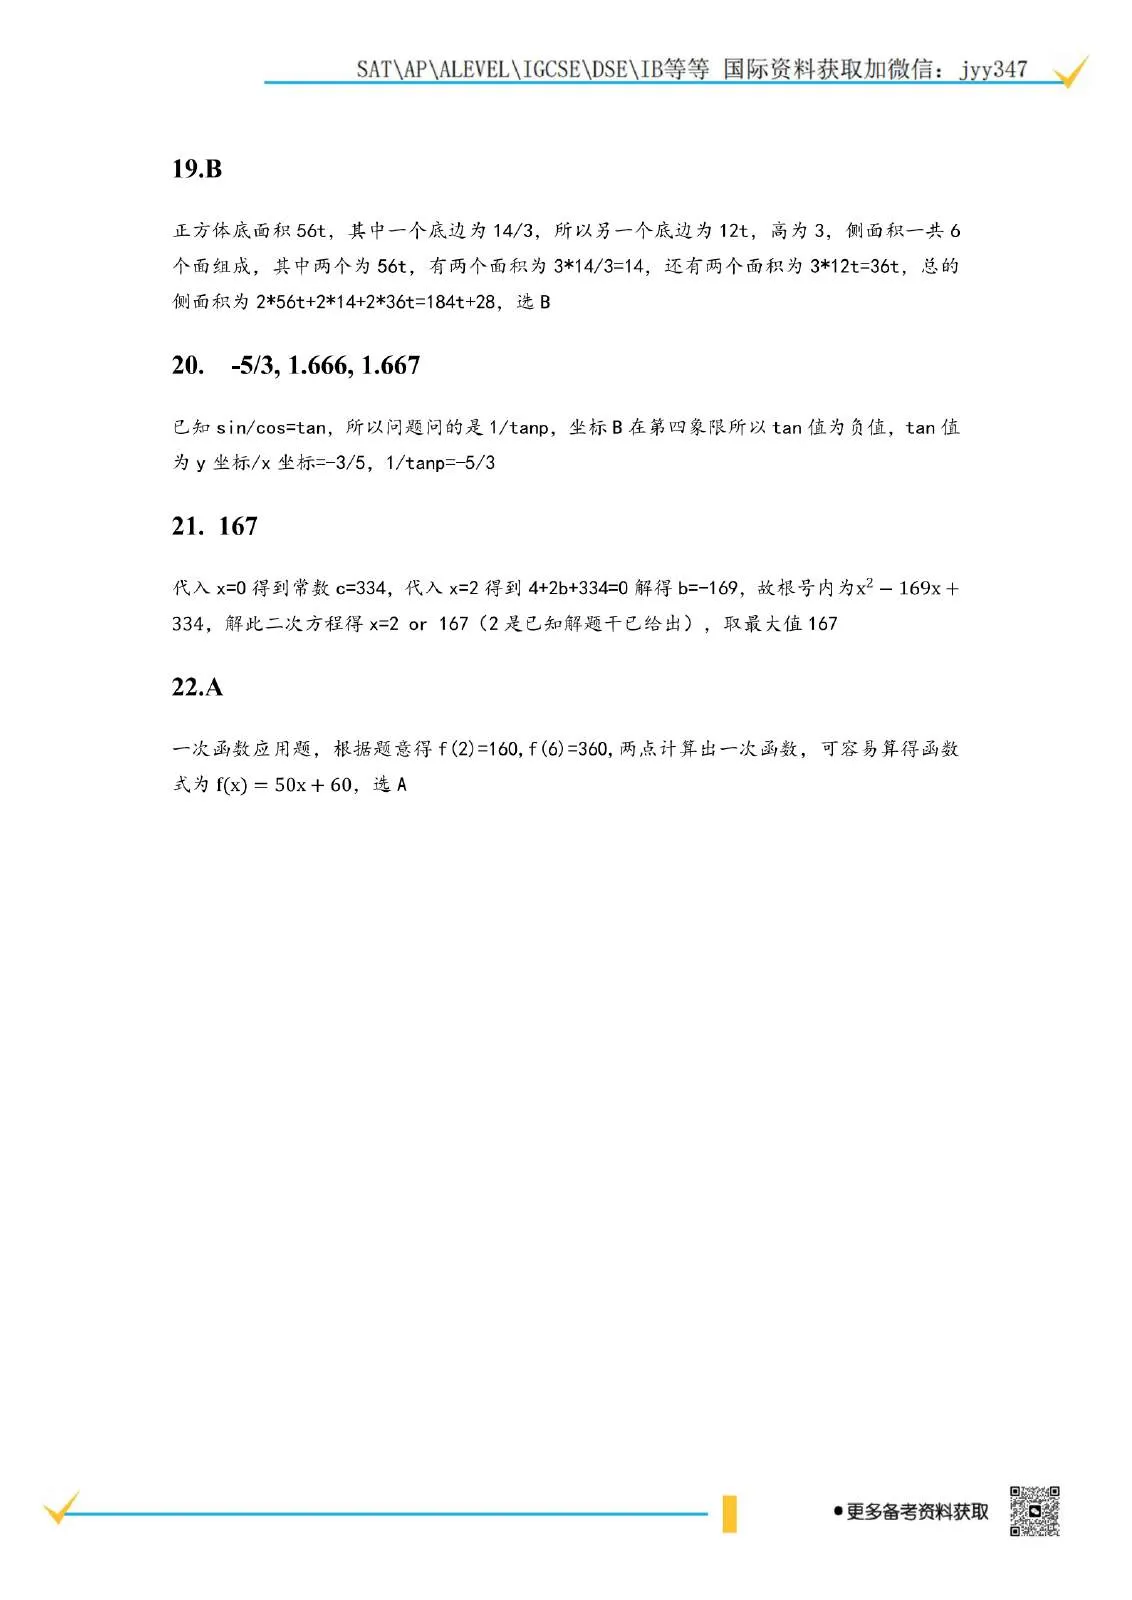 SAT\AP\ALEVEL\IGCSE\DSE\IB等等 国际资料获取加微信：jyy347
19.B
正方体底面积 56t，其中一个底边为 14/3，所以另一个底边为 12t，高为 3，侧面积一共 6
个面组成，其中两个为 56t，有两个面积为 3*14/3=14，还有两个面积为 3*12t=36t，总的
侧面积为 2*56t+2*14+2*36t=184t+28，选 B
20. -5/3, 1.666, 1.667
已知 sin/cos=tan，所以问题问的是 1/tanp，坐标 B 在第四象限所以 tan 值为负值，tan 值
为 y 坐标/x 坐标=-3/5，1/tanp=-5/3
21. 167
代入 x=0 得到常数 c=334，代入 x=2 得到 4+2b+334=0 解得 b=-169，故根号内为x² − 169x +
334，解此二次方程得 x=2 or 167（2 是已知解题干已给出），取最大值 167
22.A
一次函数应用题，根据题意得 f(2)=160,f(6)=360,两点计算出一次函数，可容易算得函数
式为 f(x) = 50x + 60，选 A
•更多备考资料获取